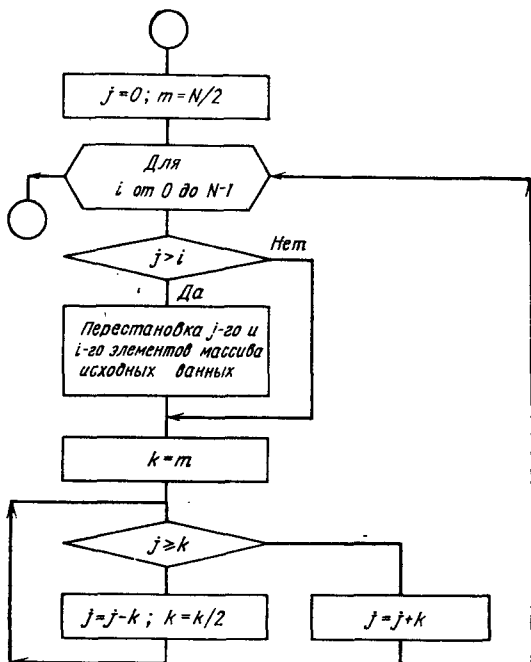 j=0; m=N/2
Для
i от 0 до N-1
j>i
Нет
Да
Перестановка j-го и
i-го элементов массива
исходных ванных
k=m
j≥k
j=j-k; k=k/2
j=j+k